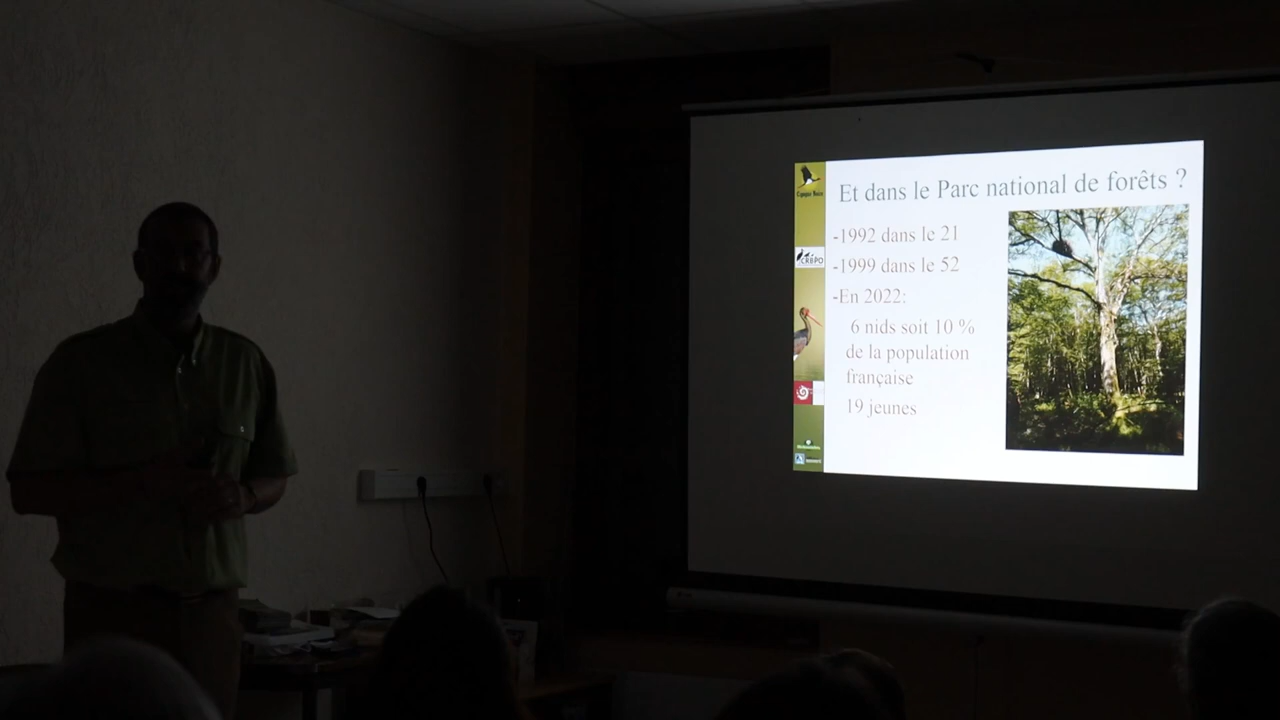 Et dans le Parc national de forêts ?
-1992 dans le 21
-1999 dans le 52
-En 2022:
6 nids soit 10 %
de la population
française
19 jeunes
CREPO